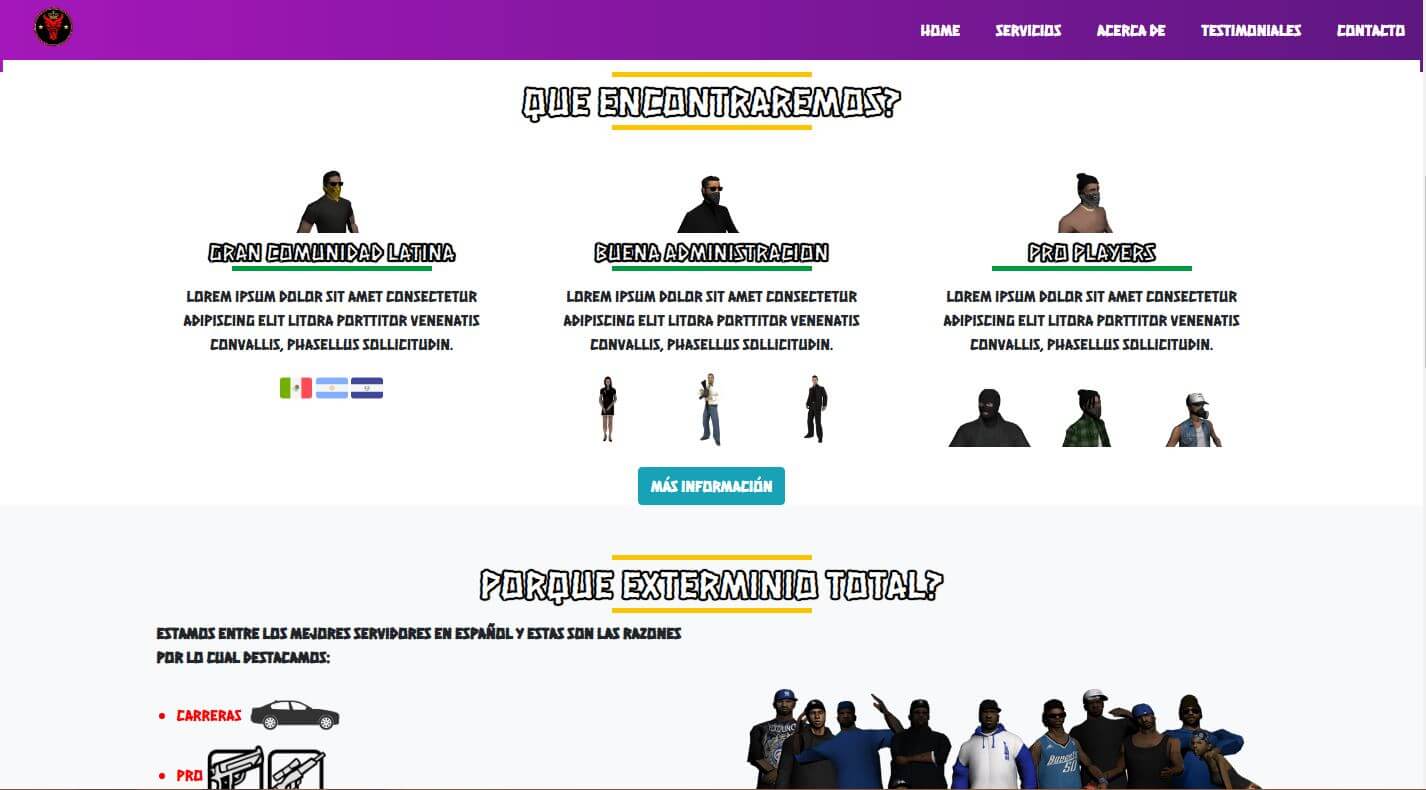 HOME SERVICIOS ACERCA DE TESTIMONIALES CONTACTO
QUE ENCONTRAREMOS?
GRAN COMUNIDAD LATINA
LOREM IPSUM DOLOR SIT AMET CONSECTETUR
ADIPISCING ELIT LITORA PORTTITOR VENENATIS
CONVALLIS, PHASELLUS SOLLICITUDIN.
BUENA ADMINISTRACION
LOREM IPSUM DOLOR SIT AMET CONSECTETUR
ADIPISCING ELIT LITORA PORTTITOR VENENATIS
CONVALLIS, PHASELLUS SOLLICITUDIN.
PRO PLAYERS
LOREM IPSUM DOLOR SIT AMET CONSECTETUR
ADIPISCING ELIT LITORA PORTTITOR VENENATIS
CONVALLIS, PHASELLUS SOLLICITUDIN.
MÁS INFORMACIÓN
PORQUE EXTERMINIO TOTAL?
ESTAMOS ENTRE LOS MEJORES SERVIDORES EN ESPAÑOL Y ESTAS SON LAS RAZONES
POR LO CUAL DESTACAMOS:
CARRERAS
PRO
50